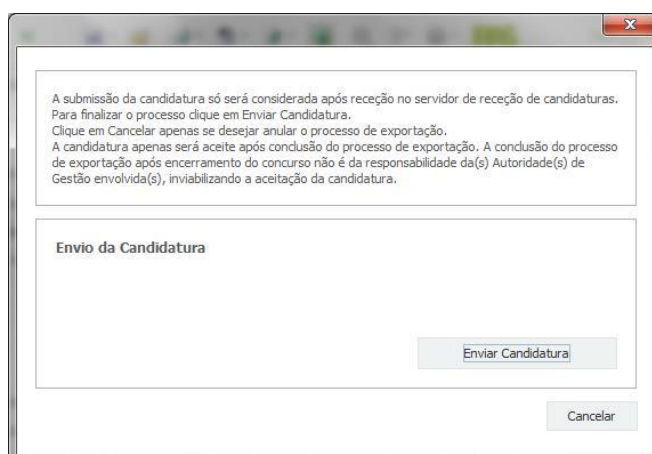 A submissão da candidatura só será considerada após receção no servidor de receção de candidaturas.
Para finalizar o processo clique em Enviar Candidatura.
Clique em Cancelar apenas se desejar anular o processo de exportação.
A candidatura apenas será aceite após conclusão do processo de exportação. A conclusão do processo
de exportação após encerramento do concurso não é da responsabilidade da(s) Autoridade(s) de
Gestão envolvida(s), inviabilizando a aceitação da candidatura.
Envio da Candidatura
Enviar Candidatura
Cancelar